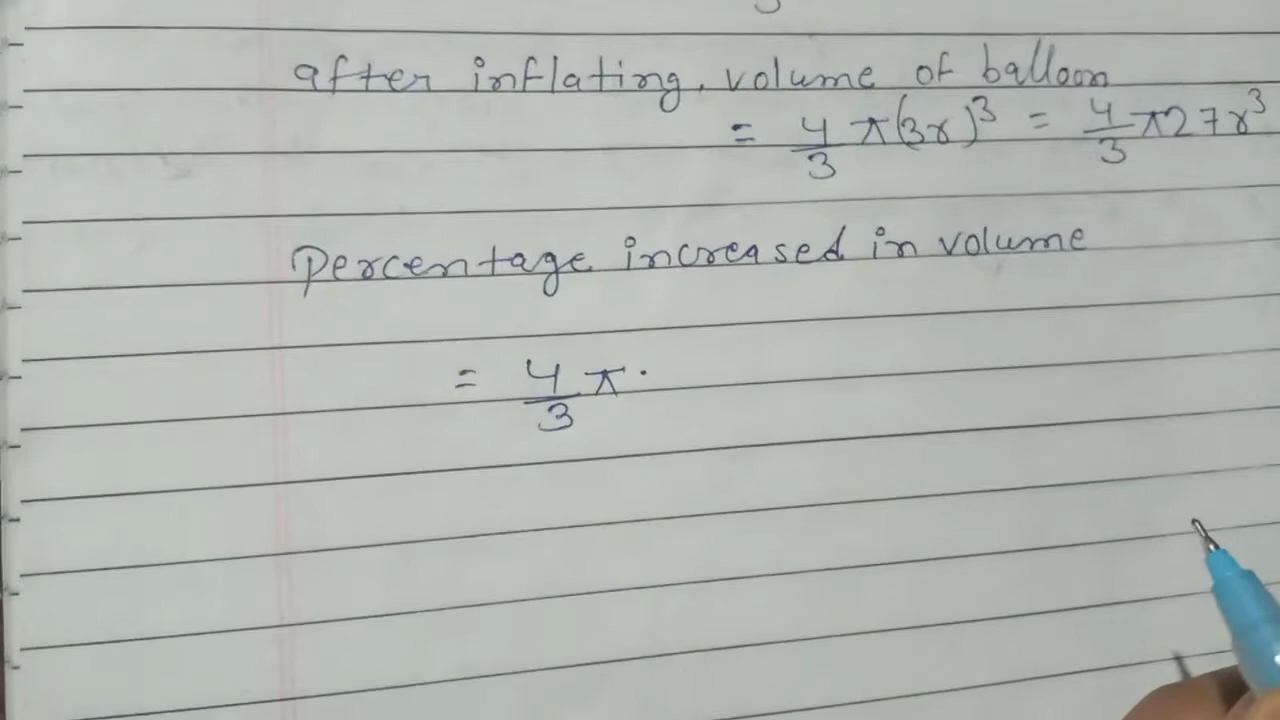 after inflating, volume of balloon
= 4/3 π(3r)³ = 4/3 π27r³
Percentage increased in volume
= 4/3 π.